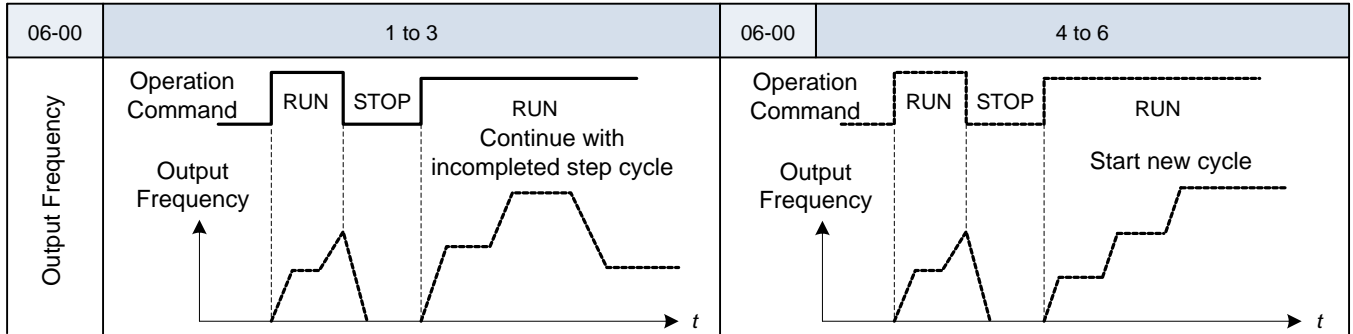 06-00
1 to 3
06-00
4 to 6
Output Frequency
Operation
Command
RUN
STOP
RUN
Continue with
incompleted step cycle
Output
Frequency
t
Operation
Command
RUN
STOP
RUN
Start new cycle
Output
Frequency
t